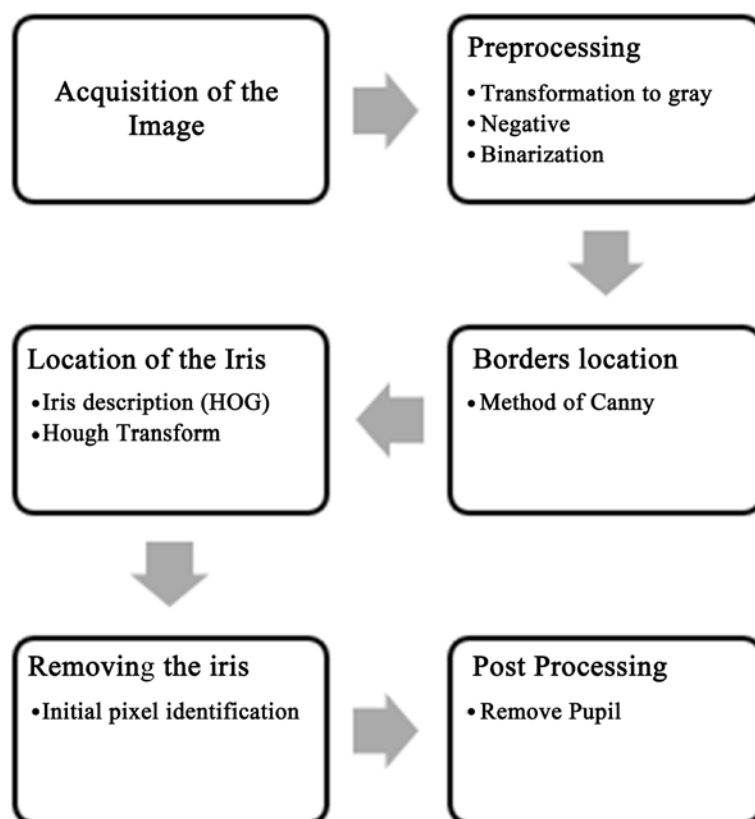 Acquisition of the
Image
Preprocessing
• Transformation to gray
• Negative
• Binarization
Borders location
• Method of Canny
Location of the Iris
• Iris description (HOG)
• Hough Transform
Removing the iris
• Initial pixel identification
Post Processing
• Remove Pupil